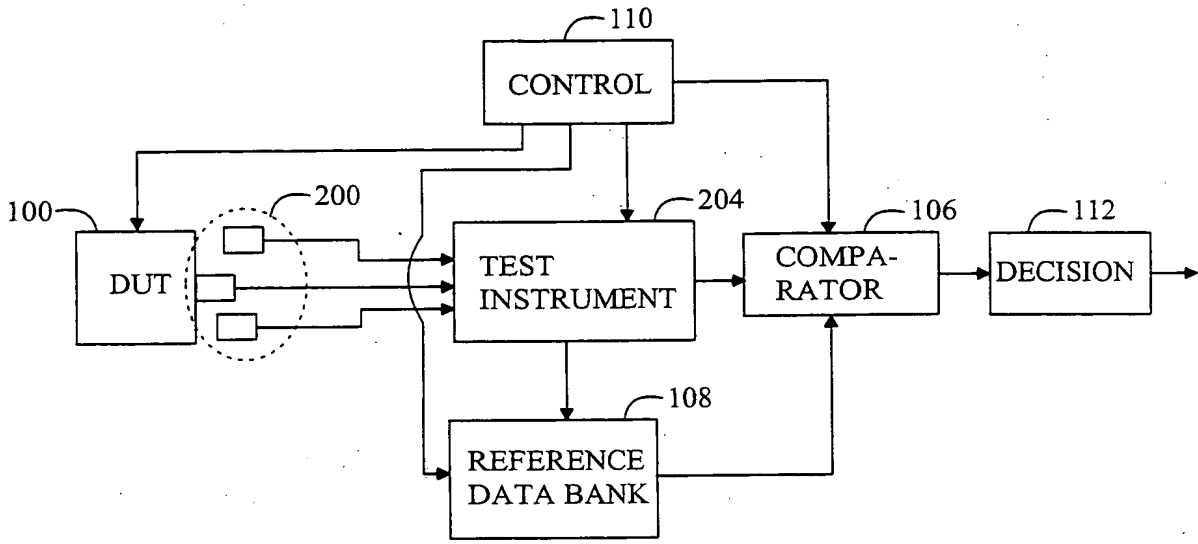 110
CONTROL
100
200
204
106
112
DUT
TEST
INSTRUMENT
COMPA-
RATOR
DECISION
108
REFERENCE
DATA BANK